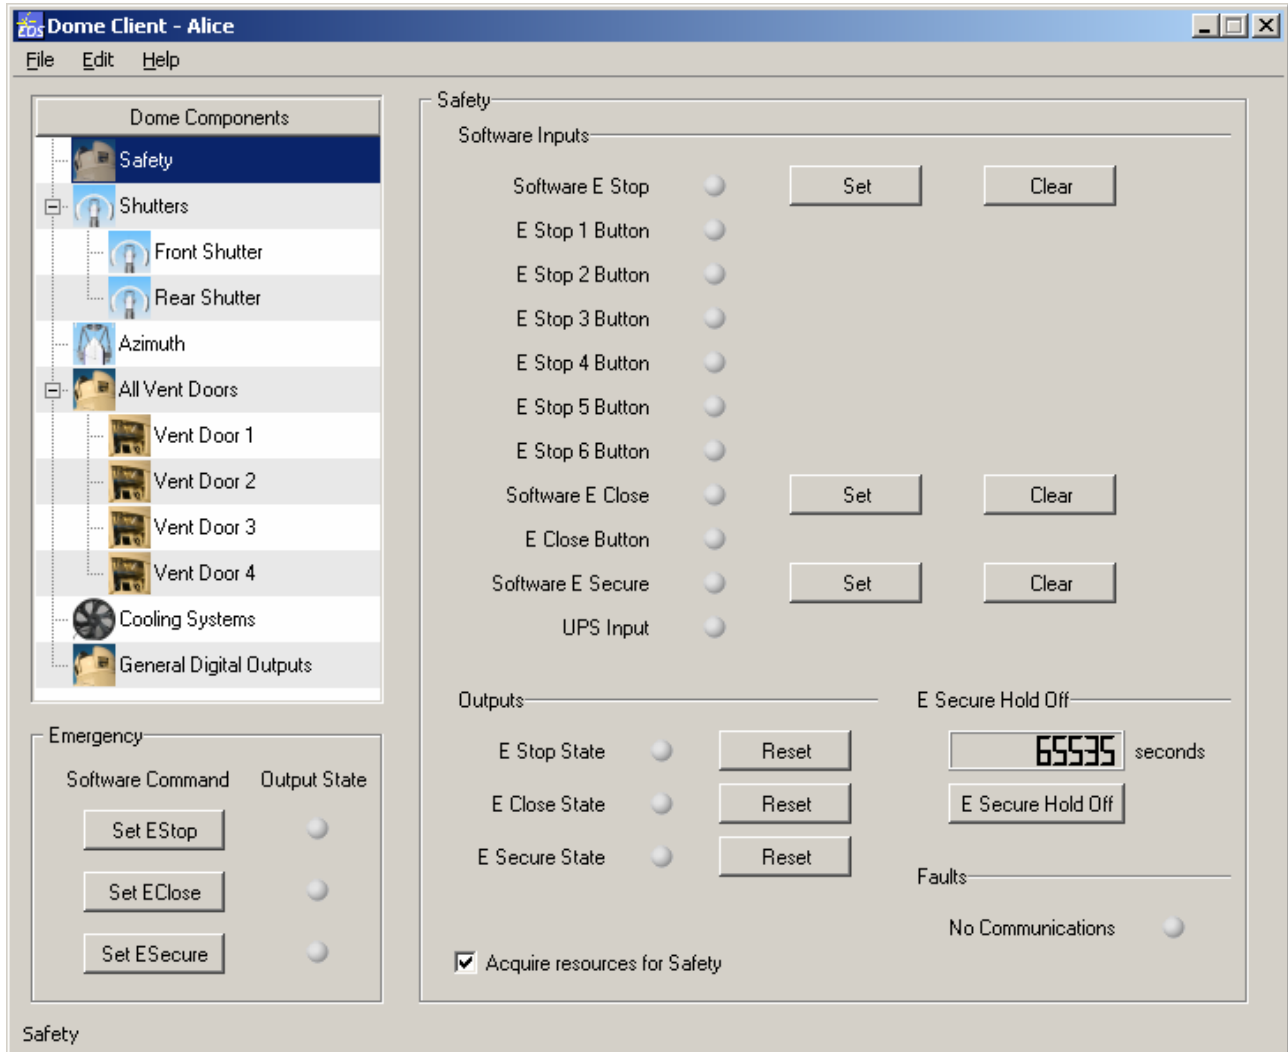 EOS Dome Client - Alice
File Edit Help
Dome Components
Safety
Shutters
Front Shutter
Rear Shutter
Azimuth
All Vent Doors
Vent Door 1
Vent Door 2
Vent Door 3
Vent Door 4
Cooling Systems
General Digital Outputs
Emergency
Software Command Output State
Set EStop
Set EClose
Set ESecure
Safety
Software Inputs
Software E Stop Set Clear
E Stop 1 Button
E Stop 2 Button
E Stop 3 Button
E Stop 4 Button
E Stop 5 Button
E Stop 6 Button
Software E Close Set Clear
E Close Button
Software E Secure Set Clear
UPS Input
Outputs
E Stop State Reset
E Close State Reset
E Secure State Reset
E Secure Hold Off
65535 seconds
E Secure Hold Off
Faults
No Communications
Acquire resources for Safety
Safety